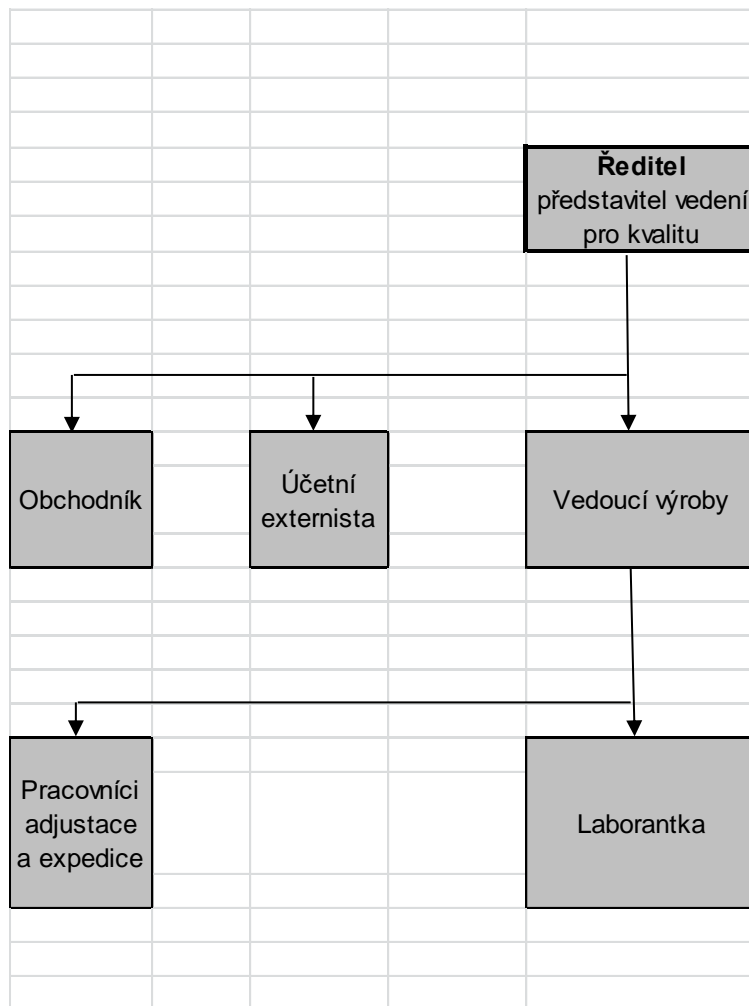 Ředitel
představitel vedení
pro kvalitu
Obchodník
Účetní
externista
Vedoucí výroby
Pracovníci
adjustace
a expedice
Laborantka